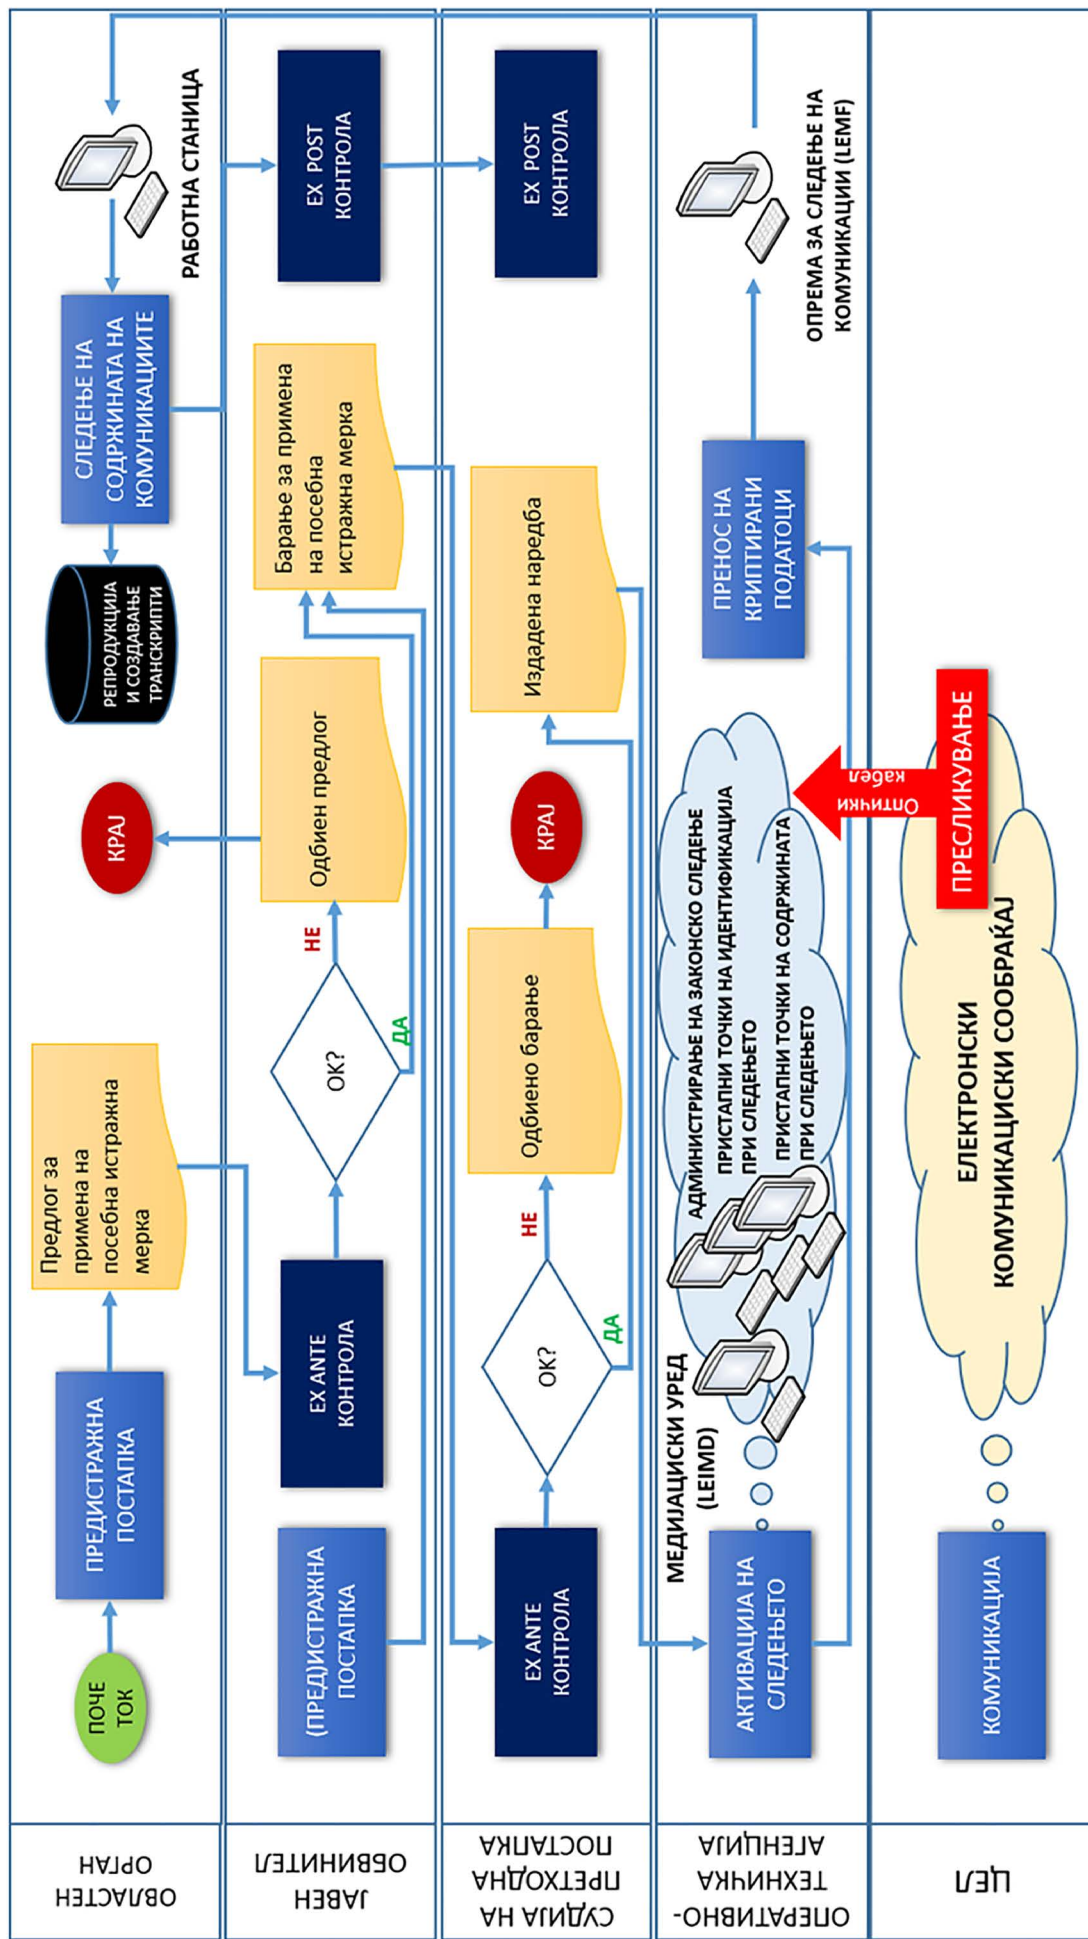 ОВЛАСТЕН
ОРГАН
ПОЧЕ
ТОК
ПРЕДИСТРАЖНА
ПОСТАПКА
Предлог за
примена на
посебна истражна
мерка
КРАЈ
РЕПРОДУКЦИЈА
И СОЗДАВАЊЕ
ТРАНСКРИПТИ
СЛЕДЕЊЕ НА
СОДРЖИНАТА НА
КОМУНИКАЦИИТЕ
РАБОТНА СТАНИЦА
ЈАВЕН
ОБВИНИТЕЛ
(ПРЕД)ИСТРАЖНА
ПОСТАПКА
EX ANTE
КОНТРОЛА
ОК?
НЕ
ДА
Одбиен предлог
Барање за примена
на посебна
истражна мерка
EX POST
КОНТРОЛА
СУДИЈА НА
ПРЕТХОДНА
ПОСТАПКА
EX ANTE
КОНТРОЛА
ОК?
НЕ
ДА
Одбиено барање
КРАЈ
Издадена наредба
EX POST
КОНТРОЛА
ОПЕРАТИВНО-
ТЕХНИЧКА
АГЕНЦИЈА
АКТИВАЦИЈА НА
СЛЕДЕЊЕТО
МЕДИЈАЦИСКИ УРЕД
(LEIMD)
АДМИНИСТРИРАЊЕ НА ЗАКОНСКО СЛЕДЕЊЕ
ПРИСТАПНИ ТОЧКИ НА ИДЕНТИФИКАЦИЈА
ПРИ СЛЕДЕЊЕТО
ПРИСТАПНИ ТОЧКИ НА СОДРЖИНАТА
ПРИ СЛЕДЕЊЕТО
ПРЕНОС НА
КРИПТИРАНИ
ПОДАТОЦИ
ОПРЕМА ЗА СЛЕДЕЊЕ НА
КОМУНИКАЦИИ (LEMF)
ЦЕЛ
КОМУНИКАЦИЈА
ЕЛЕКТРОНСКИ
КОМУНИКАЦИСКИ СООБРАЌАЈ
ПРЕСЛИКУВАЊЕ
Оптички
кабел